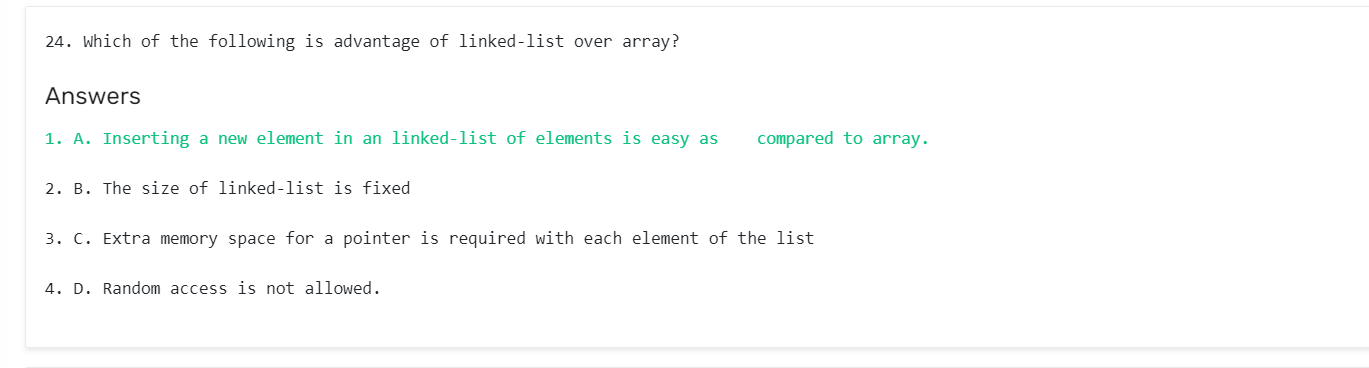 24. Which of the following is advantage of linked-list over array?
Answers
1. A. Inserting a new element in an linked-list of elements is easy as    compared to array.
2. B. The size of linked-list is fixed
3. C. Extra memory space for a pointer is required with each element of the list
4. D. Random access is not allowed.